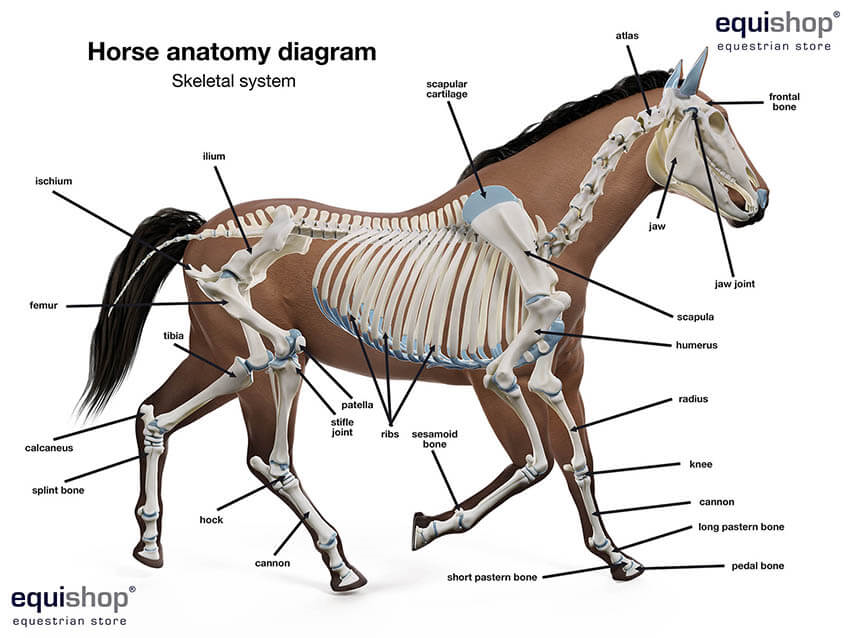 equishop®
equestrian store
Horse anatomy diagram
Skeletal system
atlas
scapular
cartilage
frontal
bone
ilium
ischium
jaw
jaw joint
femur
scapula
tibia
humerus
patella
radius
stifle
joint
ribs
sesamoid
bone
calcaneus
knee
splint bone
cannon
hock
long pastern bone
cannon
short pastern bone
pedal bone
equishop®
equestrian store